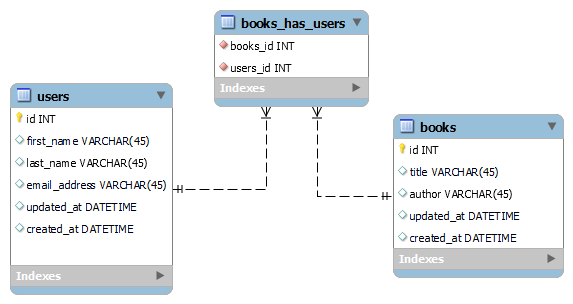 books_has_users
books_id INT
users_id INT
Indexes
users
id INT
first_name VARCHAR(45)
last_name VARCHAR(45)
email_address VARCHAR(45)
updated_at DATETIME
created_at DATETIME
Indexes
books
id INT
title VARCHAR(45)
author VARCHAR(45)
updated_at DATETIME
created_at DATETIME
Indexes